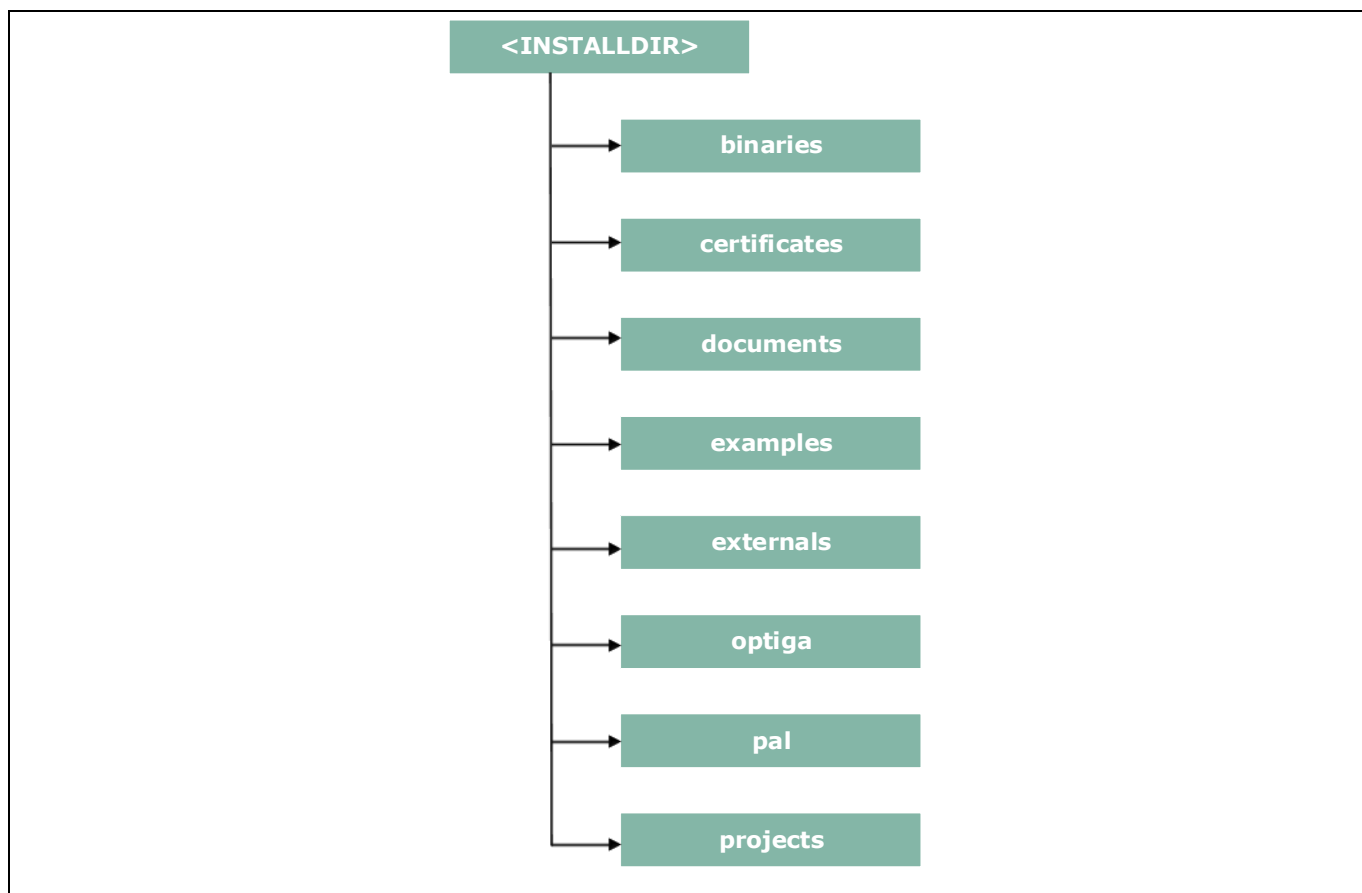 <INSTALLDIR>
binaries
certificates
documents
examples
externals
optiga
pal
projects